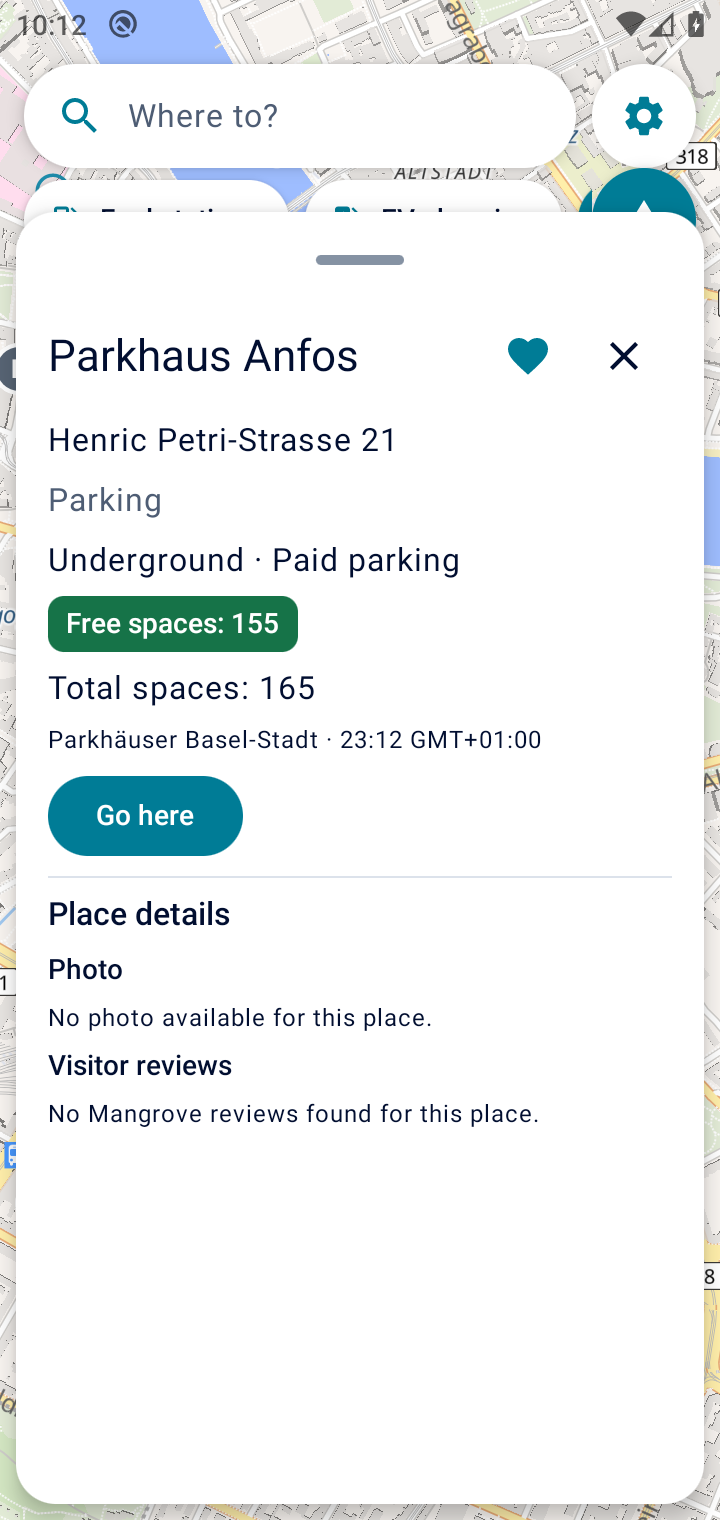 10:12
Where to?
ALTSTADT
318
Parkhaus Anfos
Henric Petri-Strasse 21
Parking
Underground · Paid parking
Free spaces: 155
Total spaces: 165
Parkhäuser Basel-Stadt · 23:12 GMT+01:00
Go here
Place details
Photo
No photo available for this place.
1
Visitor reviews
No Mangrove reviews found for this place.
8